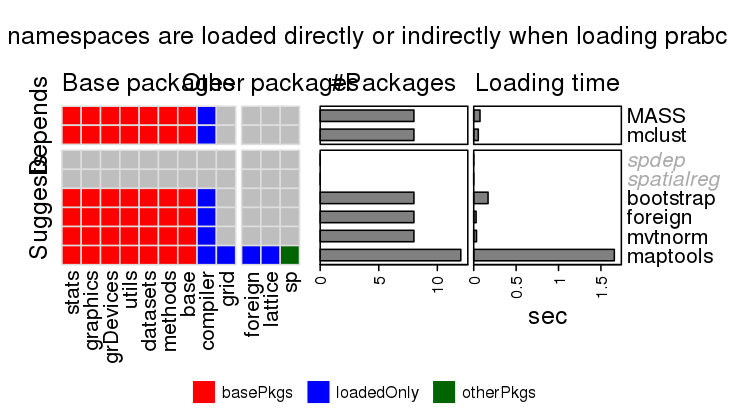 namespaces are loaded directly or indirectly when loading prabc
Base packages
Other packages
#Packages
Loading time
Depends
Suggests
MASS
mclust
spdep
spatialreg
bootstrap
foreign
mvtnorm
maptools
stats
graphics
grDevices
utils
datasets
methods
base
compiler
grid
foreign
lattice
sp
0 5 10
0 0.5 1 1.5
sec
basePkgs loadedOnly otherPkgs